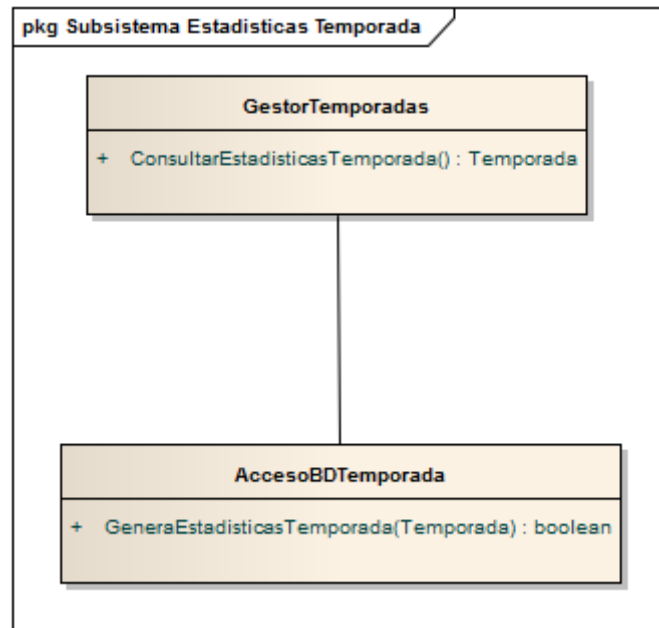 pkg Subsistema Estadisticas Temporada
GestorTemporadas
+ ConsultarEstadisticasTemporada() : Temporada
AccesoBDTemporada
+ GeneraEstadisticasTemporada(Temporada) : boolean